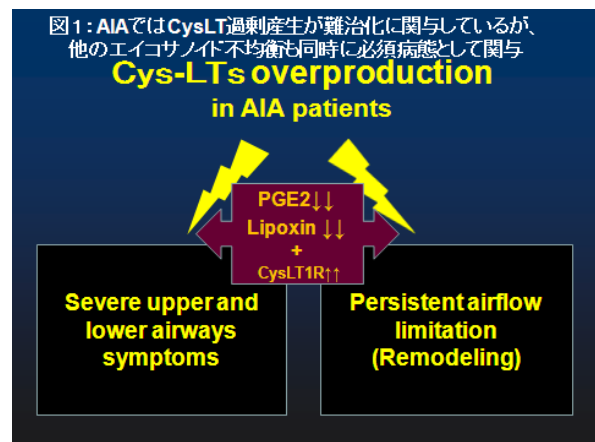 図1:AIAではCysLT過剰産生が難治化に関与しているが、
他のエイコサノイド不均衡も同時に必須病態として関与
Cys-LTs overproduction
in AIA patients
PGE2↓↓
Lipoxin ↓↓
+
CysLT1R↑↑
Severe upper and
lower airways
symptoms
Persistent airflow
limitation
(Remodeling)